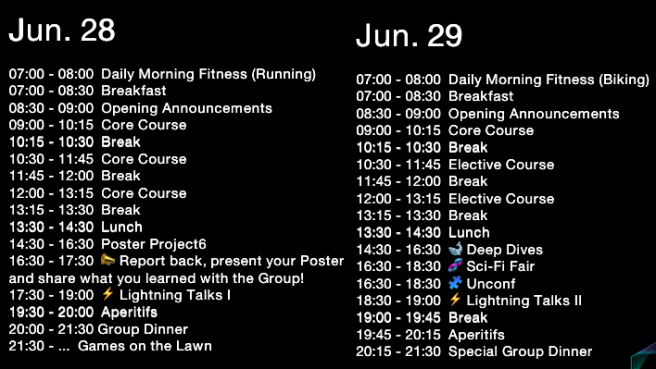 Jun. 28
07:00 - 08:00 Daily Morning Fitness (Running)
07:00 - 08:30 Breakfast
08:30 - 09:00 Opening Announcements
09:00 - 10:15 Core Course
10:15 - 10:30 Break
10:30 - 11:45 Core Course
11:45 - 12:00 Break
12:00 - 13:15 Core Course
13:15 - 13:30 Break
13:30 - 14:30 Lunch
14:30 - 16:30 Poster Project6
16:30 - 17:30 📣 Report back, present your Poster
and share what you learned with the Group!
17:30 - 19:00 ⚡ Lightning Talks I
19:30 - 20:00 Aperitifs
20:00 - 21:30 Group Dinner
21:30 - ... Games on the Lawn
Jun. 29
07:00 - 08:00 Daily Morning Fitness (Biking)
07:00 - 08:30 Breakfast
08:30 - 09:00 Opening Announcements
09:00 - 10:15 Core Course
10:15 - 10:30 Break
10:30 - 11:45 Elective Course
11:45 - 12:00 Break
12:00 - 13:15 Elective Course
13:15 - 13:30 Break
13:30 - 14:30 Lunch
14:30 - 16:30 🐋 Deep Dives
16:30 - 18:30 🧬 Sci-Fi Fair
16:30 - 18:30 🧩 Unconf
18:30 - 19:00 ⚡ Lightning Talks II
19:00 - 19:45 Break
19:45 - 20:15 Aperitifs
20:15 - 21:30 Special Group Dinner